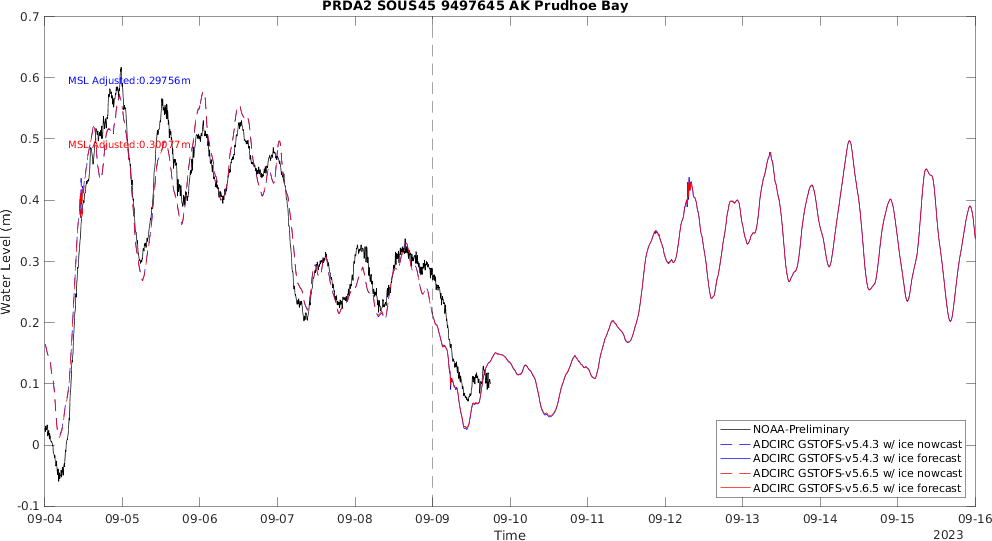 PRDA2 SOUS45 9497645 AK Prudhoe Bay
0.7
0.6
0.5
0.4
0.3
0.2
0.1
0
-0.1
Water Level (m)
MSL Adjusted:0.29756m
MSL Adjusted:0.30077m
NOAA-Preliminary
ADCIRC GSTOFS-v5.4.3 w/ ice nowcast
ADCIRC GSTOFS-v5.4.3 w/ ice forecast
ADCIRC GSTOFS-v5.6.5 w/ ice nowcast
ADCIRC GSTOFS-v5.6.5 w/ ice forecast
09-04 09-05 09-06 09-07 09-08 09-09 09-10 09-11 09-12 09-13 09-14 09-15 09-16
Time
2023